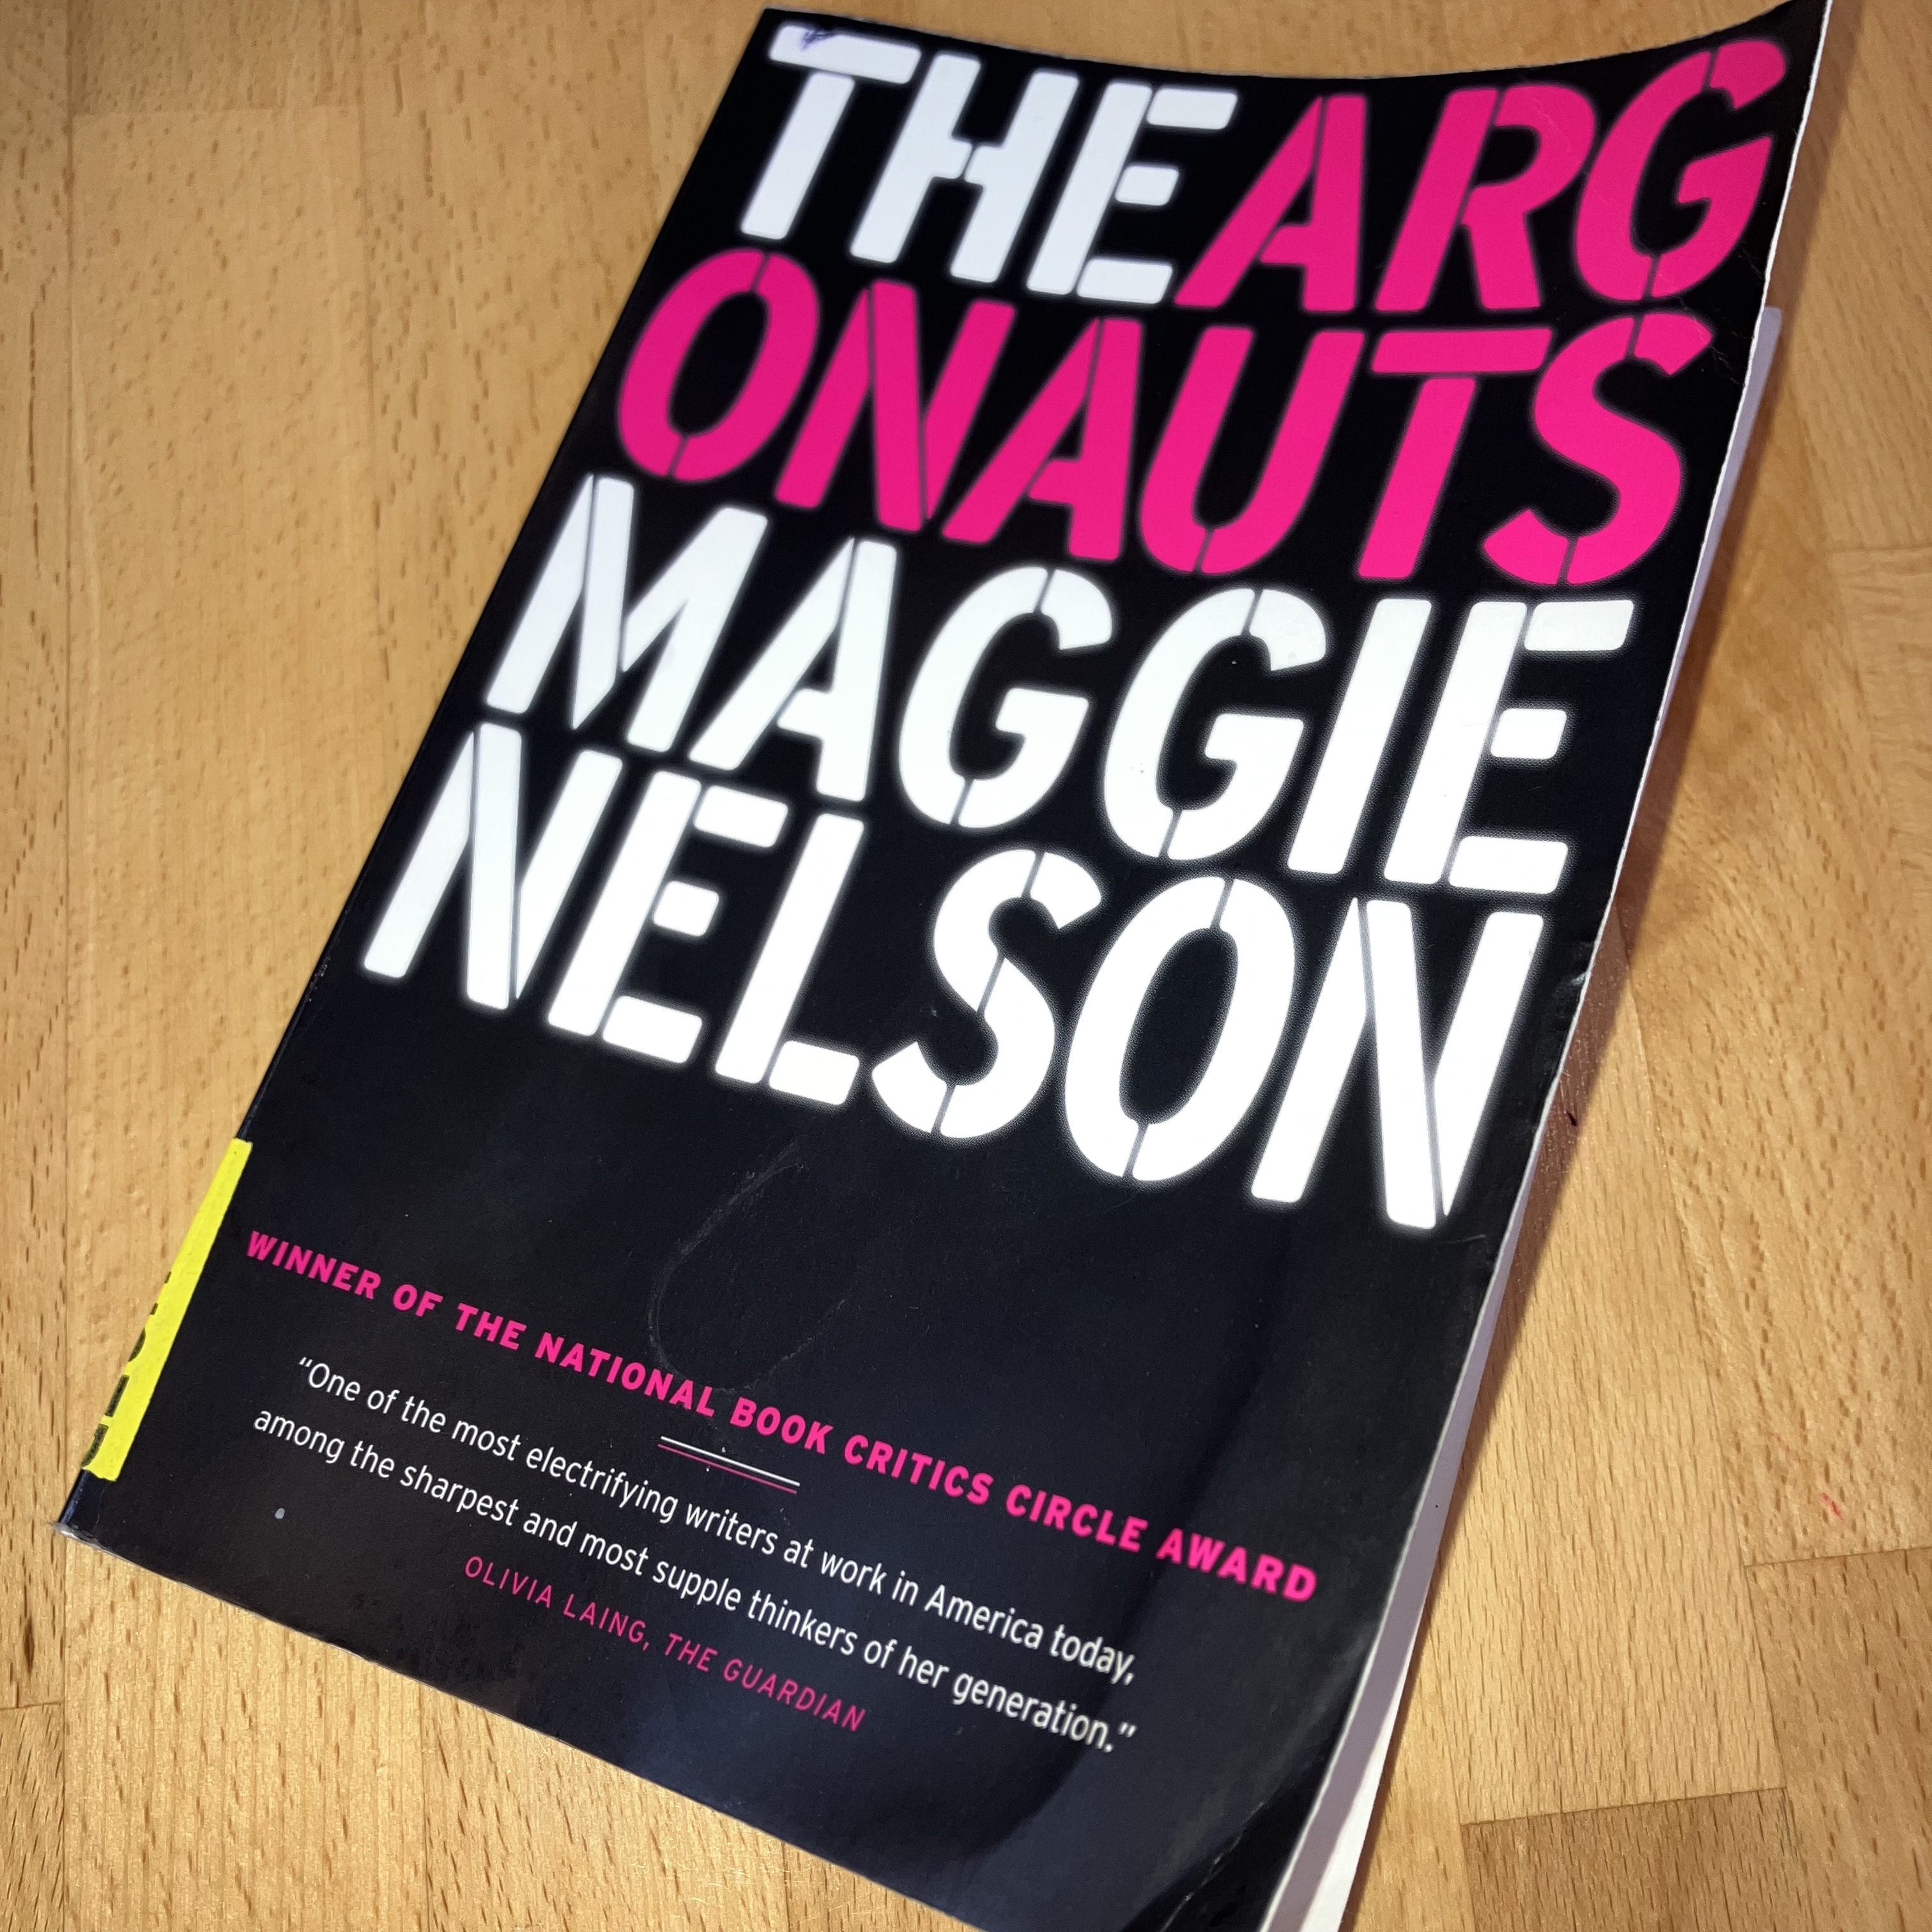 THE ARG
ONAUTS
MAGGIE
NELSON
WINNER OF THE NATIONAL BOOK CRITICS CIRCLE AWARD
“One of the most electrifying writers at work in America today,
among the sharpest and most supple thinkers of her generation.”
OLIVIA LAING, THE GUARDIAN